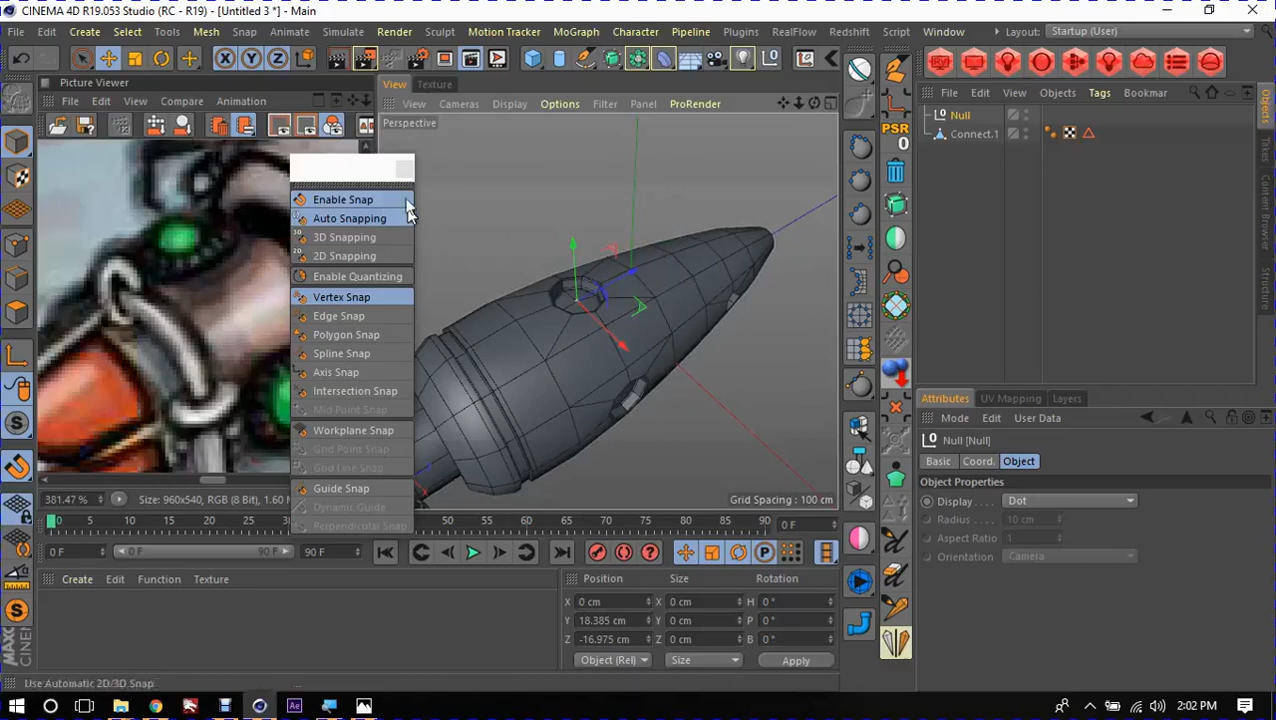 CINEMA 4D R19.053 Studio (RC - R19) - [Untitled 3 *] - Main
File Edit Create Select Tools Mesh Snap Animate Simulate Render Sculpt Motion Tracker MoGraph Character Pipeline Plugins RealFlow Redshift Script Window Layout: Startup (User)
Picture Viewer
View Texture
File Edit View Compare Animation
View Cameras Display Options Filter Panel ProRender
File Edit View Objects Tags Bookmark
Perspective
Null
Connect.1
PSR
0
Enable Snap
Auto Snapping
3D Snapping
2D Snapping
Enable Quantizing
Vertex Snap
Edge Snap
Polygon Snap
Spline Snap
Axis Snap
Intersection Snap
Mid Point Snap
Workplane Snap
Grid Point Snap
Grid Line Snap
Guide Snap
Dynamic Guide
Perpendicular Snap
Objects
Takes
Content Browser
Structure
Attributes UV Mapping Layers
Mode Edit User Data
Null [Null]
Basic Coord. Object
Object Properties
Display Dot
Radius 10 cm
Aspect Ratio 1
Orientation Camera
Grid Spacing : 100 cm
381.47 % Size: 960x540, RGB (8 Bit), 1.60 M
0 5 10 15 20 25 30 50 55 60 65 70 75 80 85 90 0 F
0 F 0 F 90 F 90 F
Create Edit Function Texture
Position Size Rotation
X 0 cm X 0 cm H 0 °
Y 18.385 cm Y 0 cm P 0 °
Z -16.975 cm Z 0 cm B 0 °
Object (Rel) Size Apply
MAXON
CINEMA 4D
Use Automatic 2D/3D Snap
2:02 PM